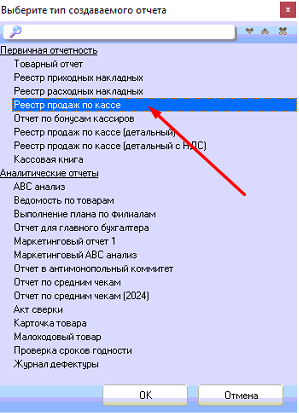 Выберите тип создаваемого отчета
Первичная отчетность
Товарный отчет
Реестр приходных накладных
Реестр расходных накладных
Реестр продаж по кассе
Отчет по бонусам кассиров
Реестр продаж по кассе (детальный)
Реестр продаж по кассе (детальный с НДС)
Кассовая книга
Аналитические отчеты
АВС анализ
Ведомость по товарам
Выполнение плана по филиалам
Отчет для главного бухгалтера
Маркетинговый отчет 1
Маркетинговый АВС анализ
Отчет в антимонопольный коммитет
Отчет по средним чекам
Отчет по средним чекам (2024)
Акт сверки
Карточка товара
Малоходовый товар
Проверка сроков годности
Журнал дефектуры
ОК
Отмена